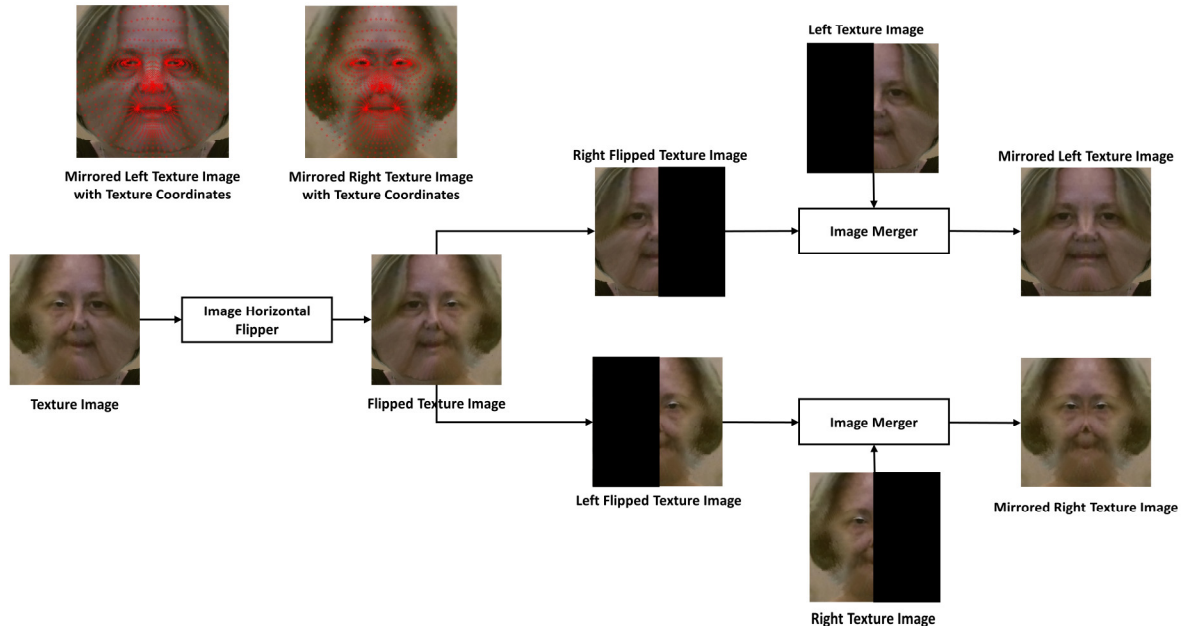 Left Texture Image
Mirrored Left Texture Image
with Texture Coordinates
Mirrored Right Texture Image
with Texture Coordinates
Right Flipped Texture Image
Mirrored Left Texture Image
Image Merger
Image Horizontal
Flipper
Texture Image
Flipped Texture Image
Image Merger
Left Flipped Texture Image
Mirrored Right Texture Image
Right Texture Image